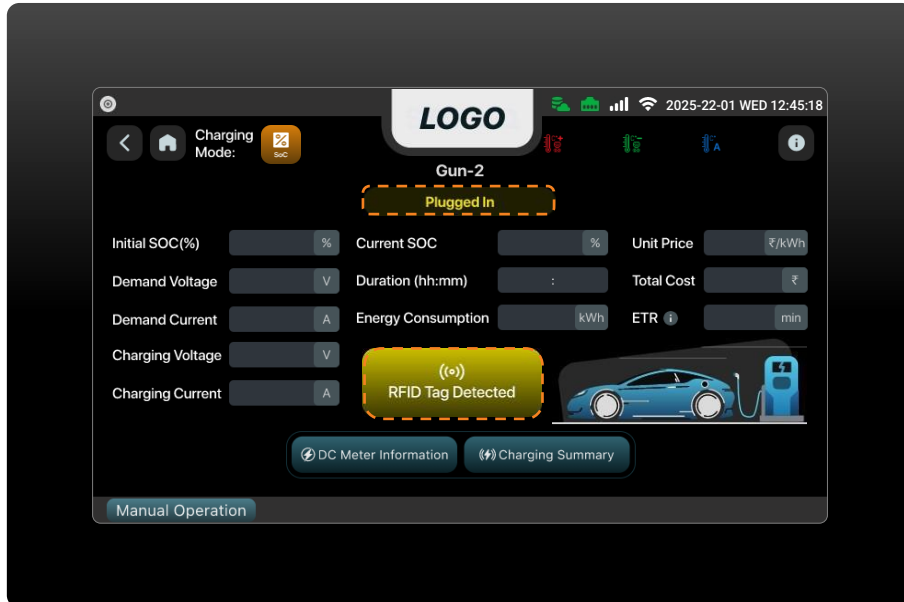 LOGO
2025-22-01 WED 12:45:18
Charging
Mode:
%
SoC
A
Gun-2
Plugged In
Initial SOC(%) %
Current SOC %
Unit Price ₹/kWh
Demand Voltage V
Duration (hh:mm) :
Total Cost ₹
Demand Current A
Energy Consumption kWh
ETR i min
Charging Voltage V
Charging Current A
RFID Tag Detected
DC Meter Information
Charging Summary
Manual Operation